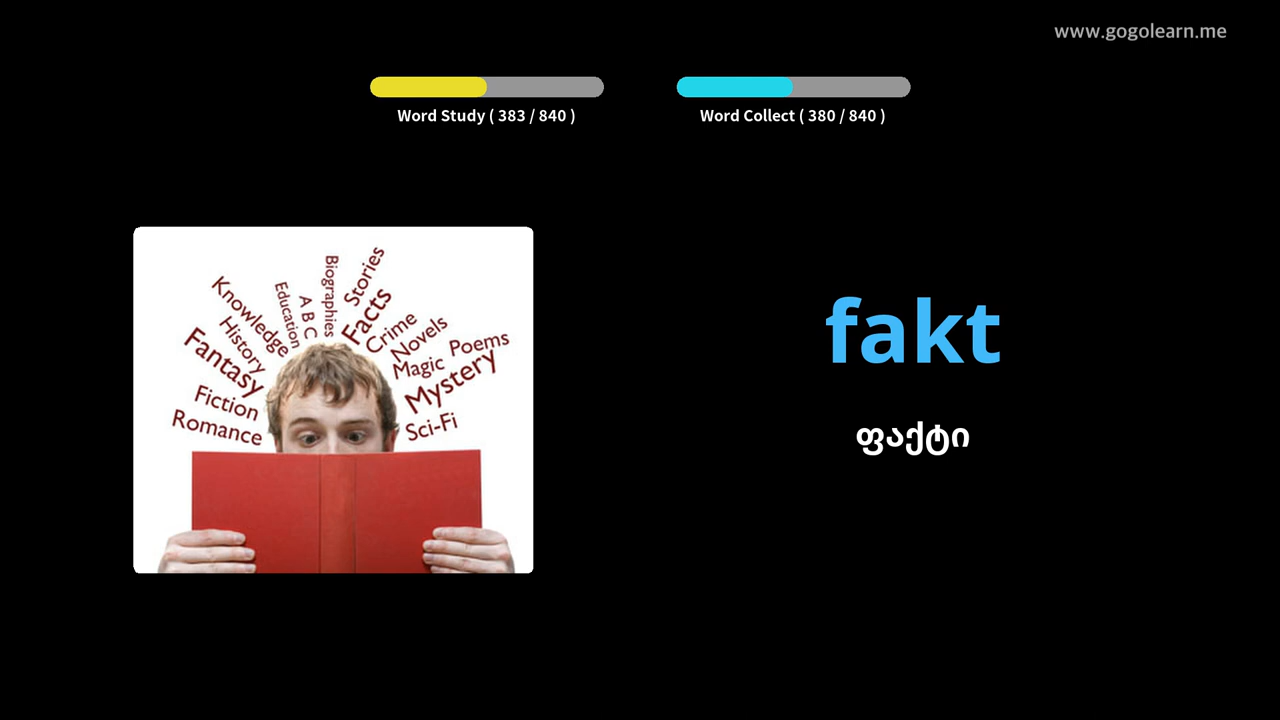 www.gogolearn.me
Word Study ( 383 / 840 )
Word Collect ( 380 / 840 )
Knowledge
Education
A B C
Biographies
Stories
Facts
Crime
Novels
Poems
Magic
Mystery
Sci-Fi
History
Fantasy
Fiction
Romance
fakt
ფაქტი